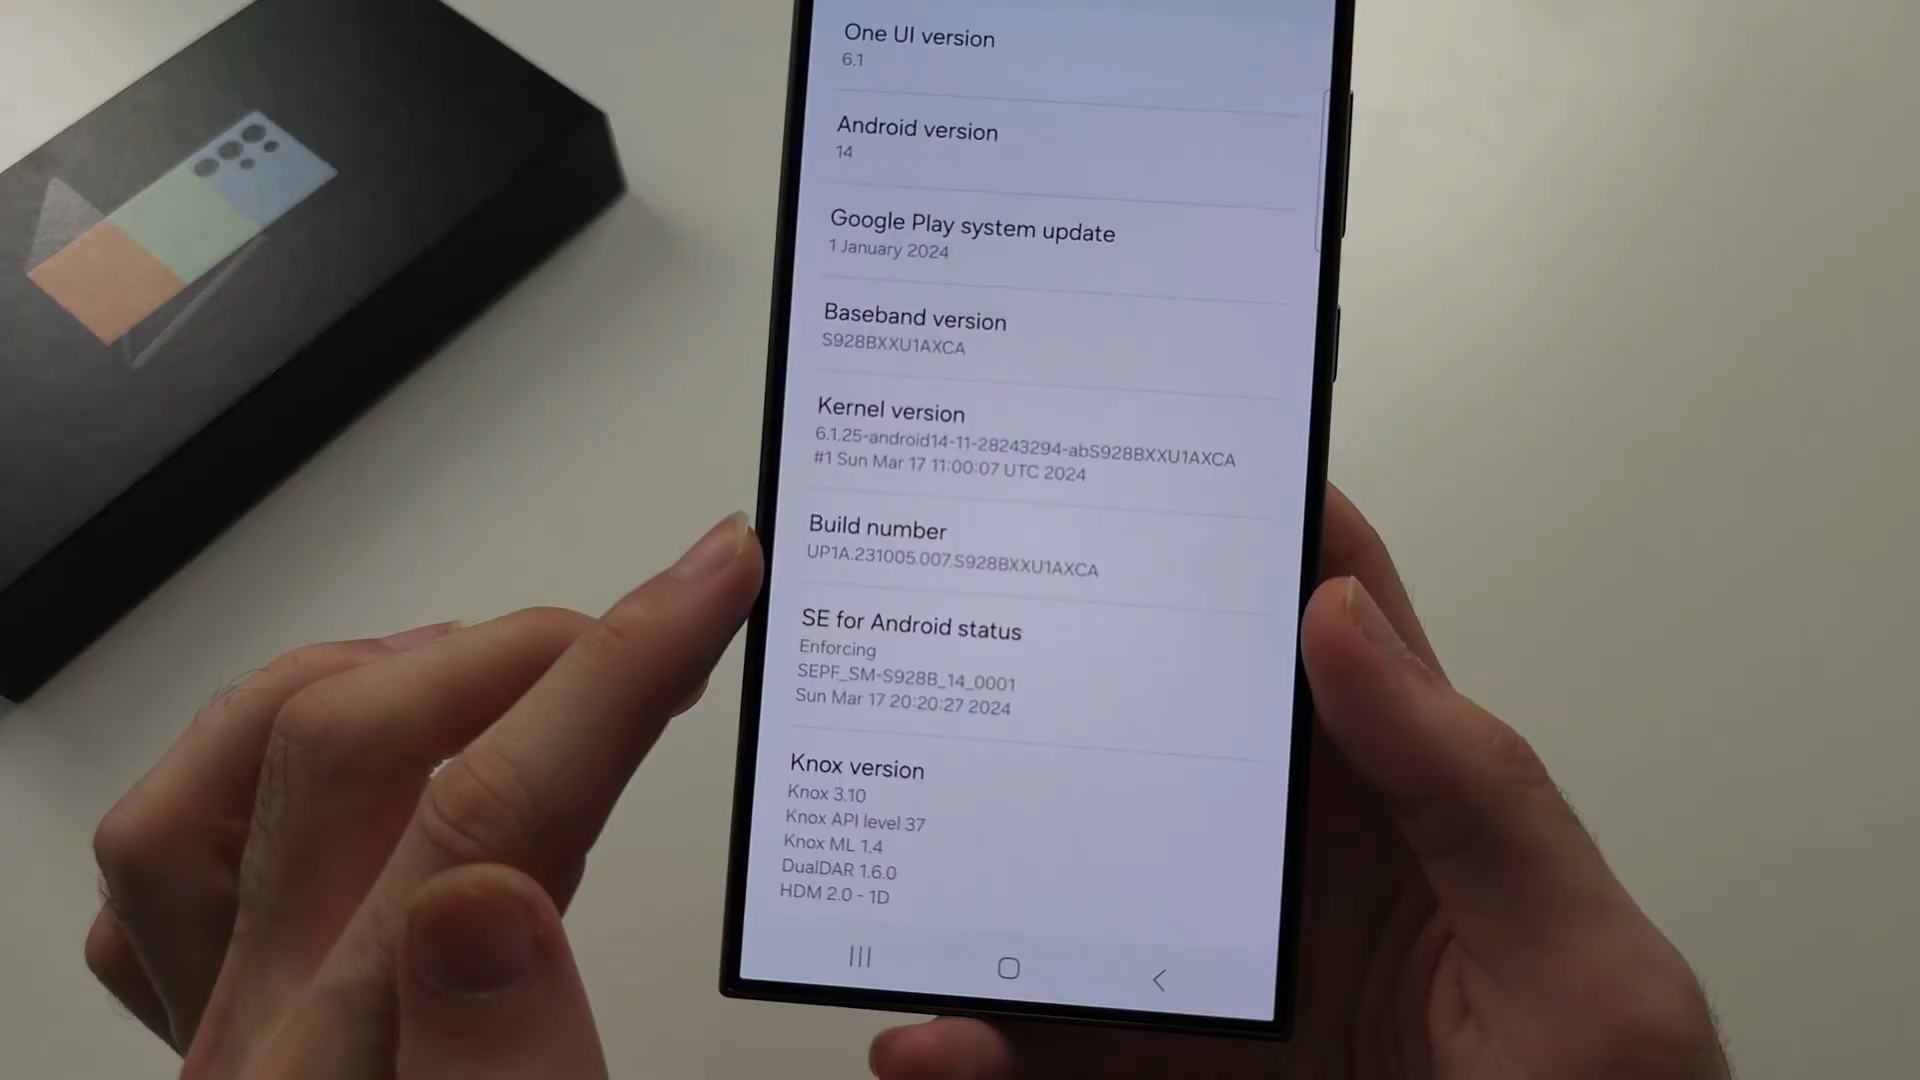 One UI version
6.1
Android version
14
Google Play system update
1 January 2024
Baseband version
S928BXXU1AXCA
Kernel version
6.1.25-android14-11-28243294-abS928BXXU1AXCA
#1 Sun Mar 17 11:00:07 UTC 2024
Build number
UP1A.231005.007.S928BXXU1AXCA
SE for Android status
Enforcing
SEPF_SM-S928B_14_0001
Sun Mar 17 20:20:27 2024
Knox version
Knox 3.10
Knox API level 37
Knox ML 1.4
DualDAR 1.6.0
HDM 2.0 - 1D